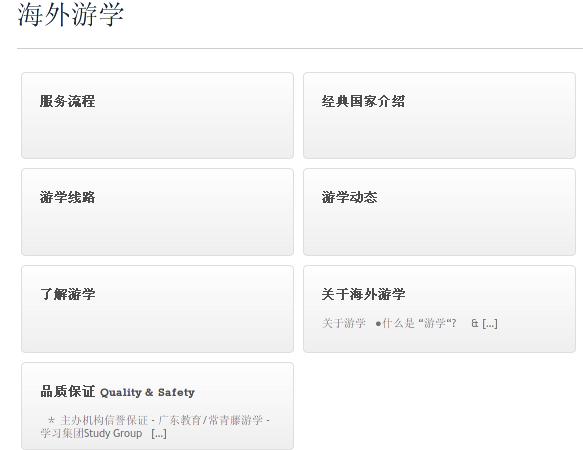 海外游学
服务流程
经典国家介绍
游学线路
游学动态
了解游学
关于海外游学
关于游学 ●什么是 “游学“? & [...]
品质保证 Quality & Safety
* 主办机构信誉保证 - 广东教育/常青藤游学 -
学习集团Study Group [...]